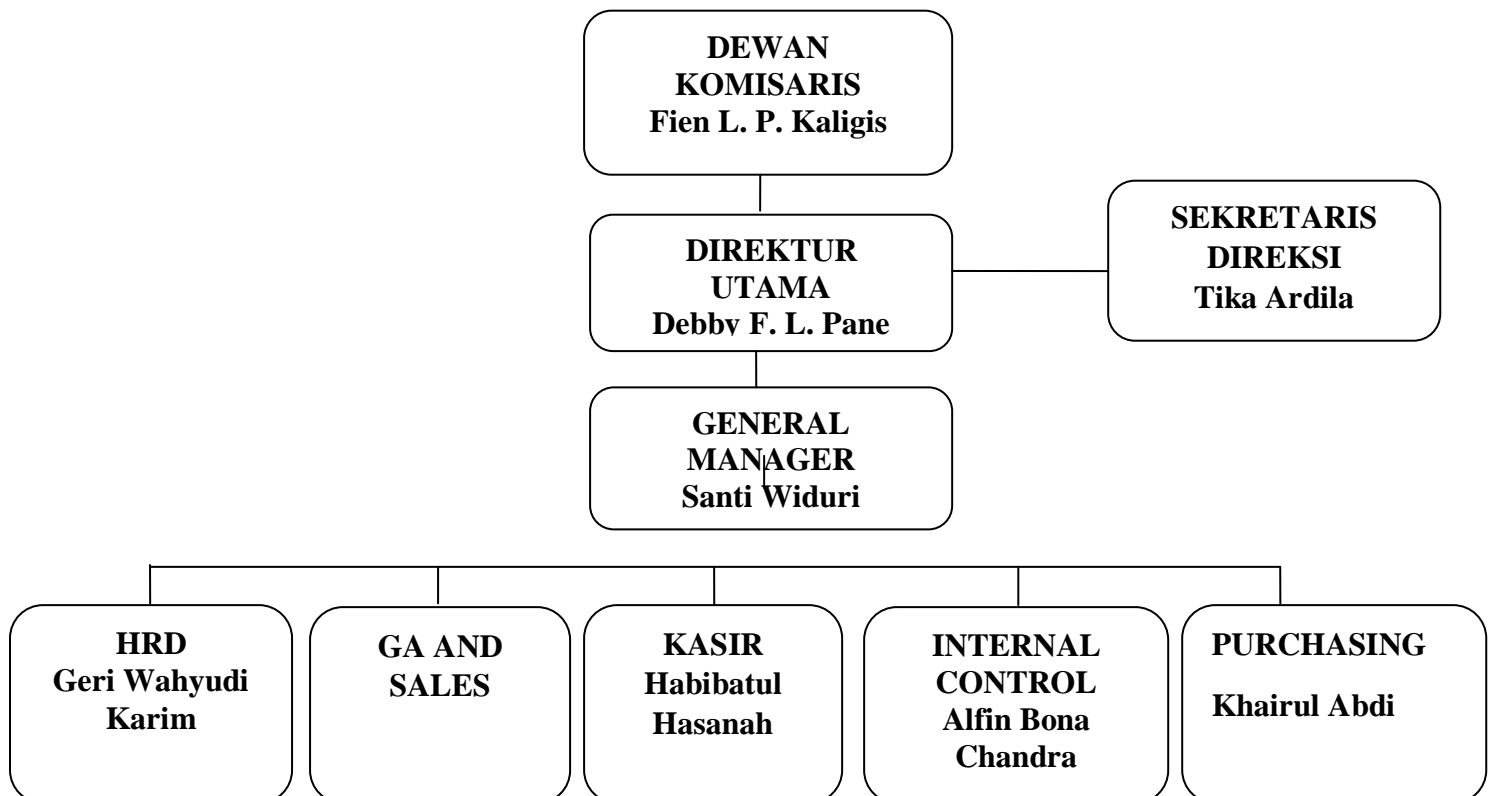 DEWAN
KOMISARIS
Fien L. P. Kaligis
SEKRETARIS
DIREKSI
Tika Ardila
DIREKTUR
UTAMA
Debby F. L. Pane
GENERAL
MANAGER
Santi Widuri
HRD
Geri Wahyudi
Karim
GA AND
SALES
KASIR
Habibatul
Hasanah
INTERNAL
CONTROL
Alfin Bona
Chandra
PURCHASING
Khairul Abdi